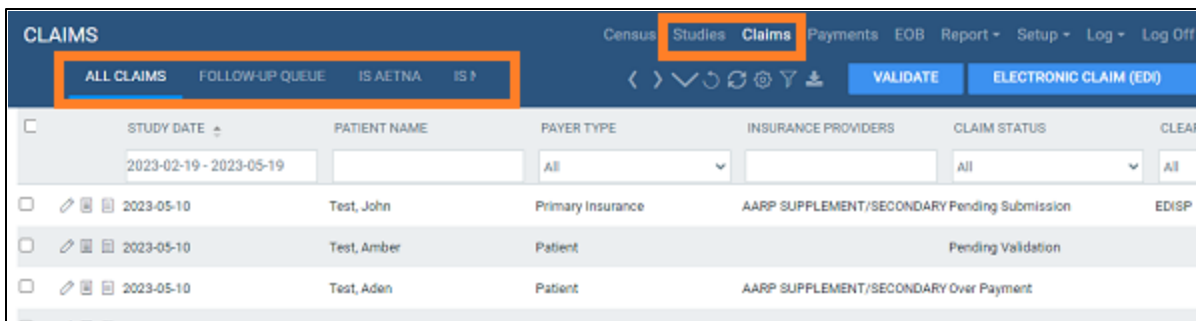 CLAIMS Census Studies Claims Payments EOB Report Setup Log Log Off
ALL CLAIMS FOLLOW-UP QUEUE IS AETNA IS VALIDATE ELECTRONIC CLAIM (EDI)
STUDY DATE PATIENT NAME PAYER TYPE INSURANCE PROVIDERS CLAIM STATUS CLEAR
2023-02-19 - 2023-05-19 All All All
2023-05-10 Test, John Primary Insurance AARP SUPPLEMENT/SECONDARY Pending Submission EDISP
2023-05-10 Test, Amber Patient Pending Validation
2023-05-10 Test, Aden Patient AARP SUPPLEMENT/SECONDARY Over Payment